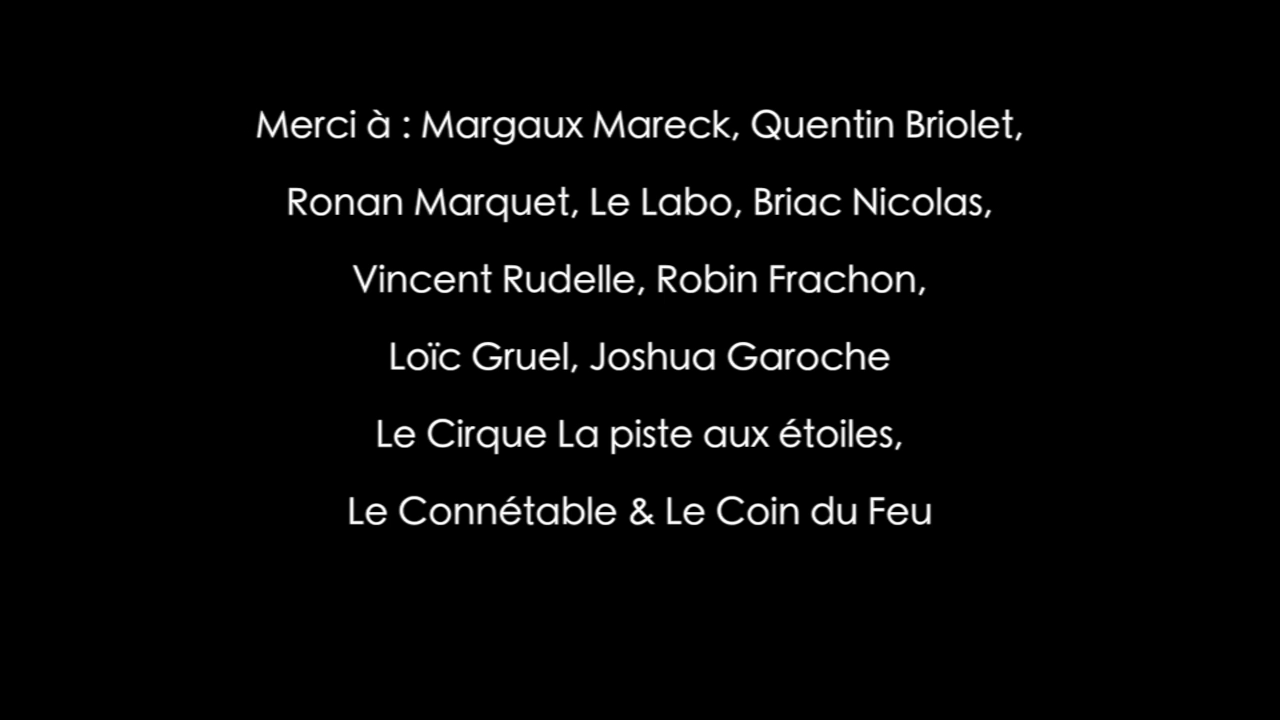 Merci à : Margaux Mareck, Quentin Briolet,
Ronan Marquet, Le Labo, Briac Nicolas,
Vincent Rudelle, Robin Frachon,
Loïc Gruel, Joshua Garoche
Le Cirque La piste aux étoiles,
Le Connétable & Le Coin du Feu